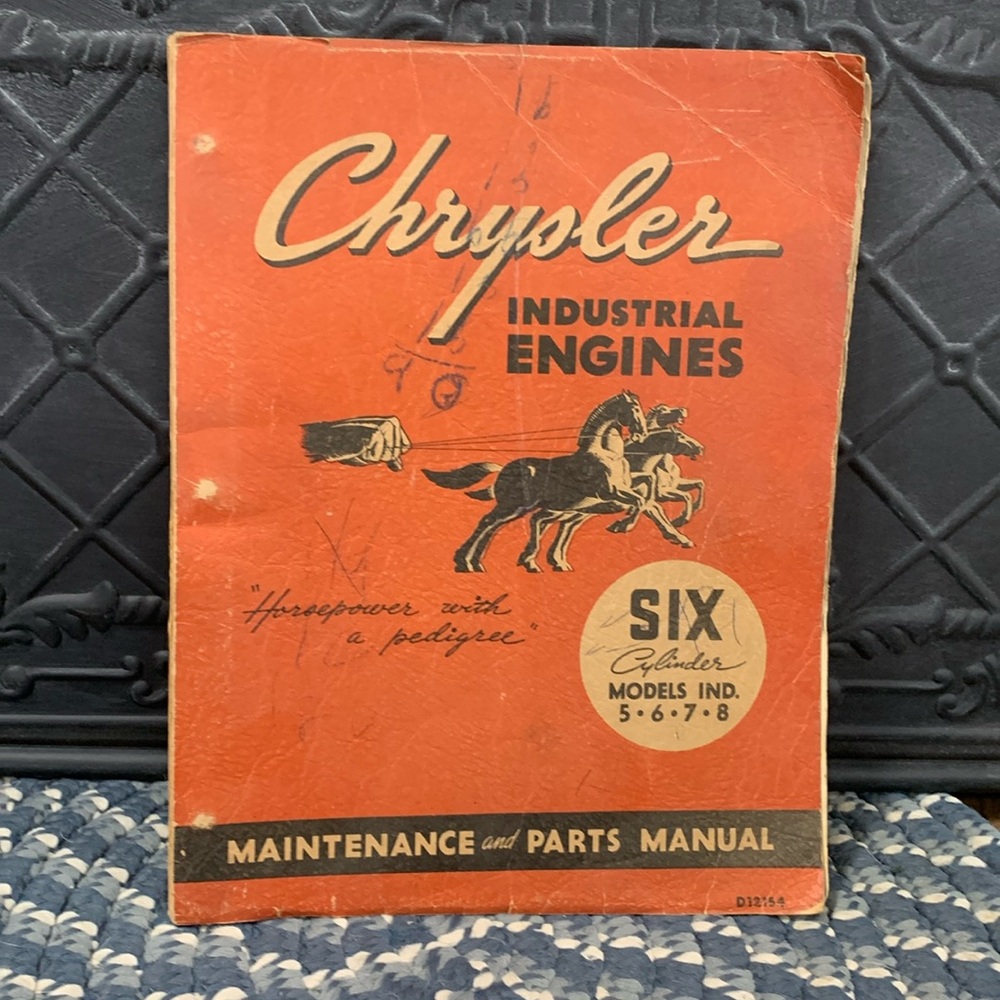 Chrysler
INDUSTRIAL
ENGINES
"Horsepower with
a pedigree"
SIX
Cylinder
MODELS IND.
5•6•7•8
MAINTENANCE and PARTS MANUAL
D12154